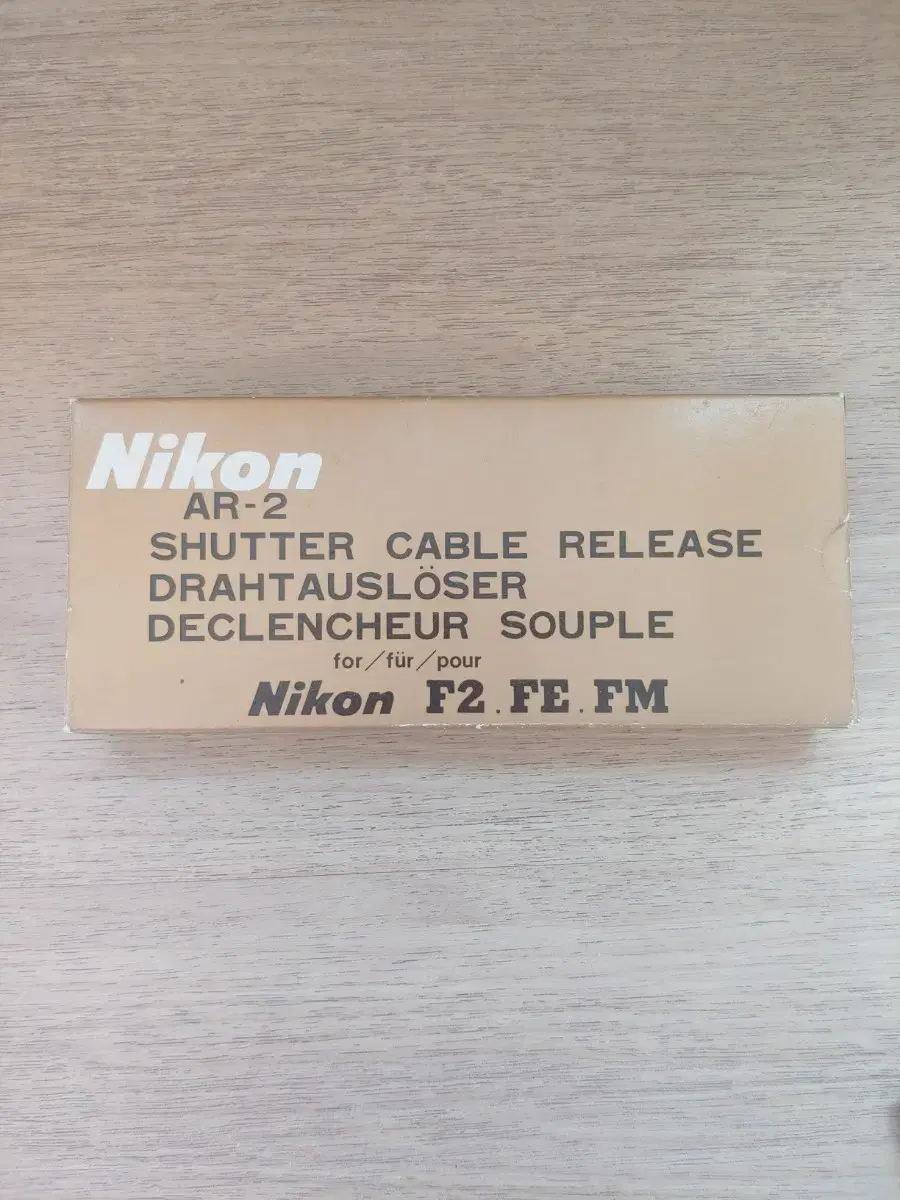 Nikon
AR-2
SHUTTER CABLE RELEASE
DRAHTAUSLÖSER
DECLENCHEUR SOUPLE
for/für/pour
Nikon F2.FE.FM